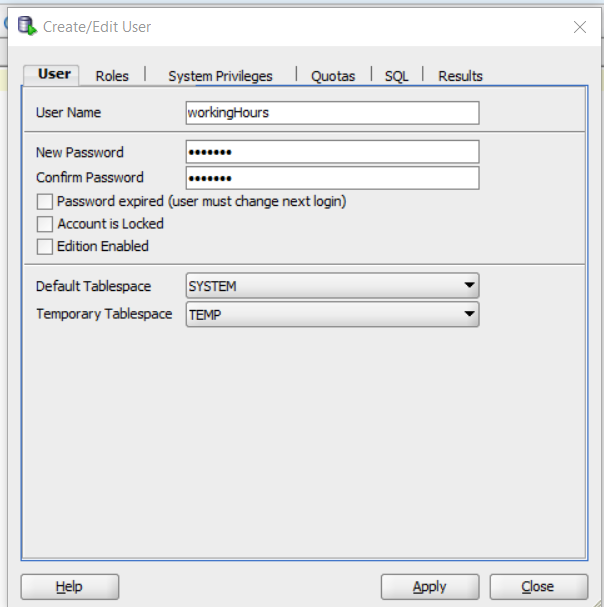 Create/Edit User
User Roles System Privileges Quotas SQL Results
User Name workingHours
New Password •••••••
Confirm Password •••••••
Password expired (user must change next login)
Account is Locked
Edition Enabled
Default Tablespace SYSTEM
Temporary Tablespace TEMP
Help Apply Close